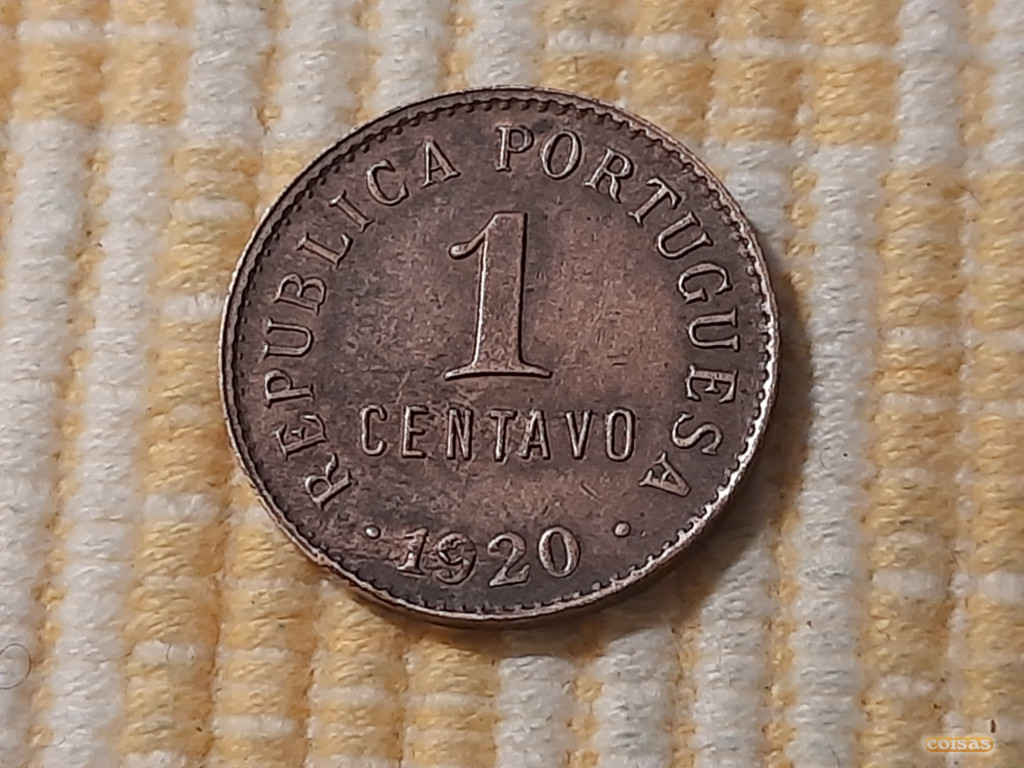 REPUBLICA PORTUGUESA
1
CENTAVO
· 1920 ·
coisas